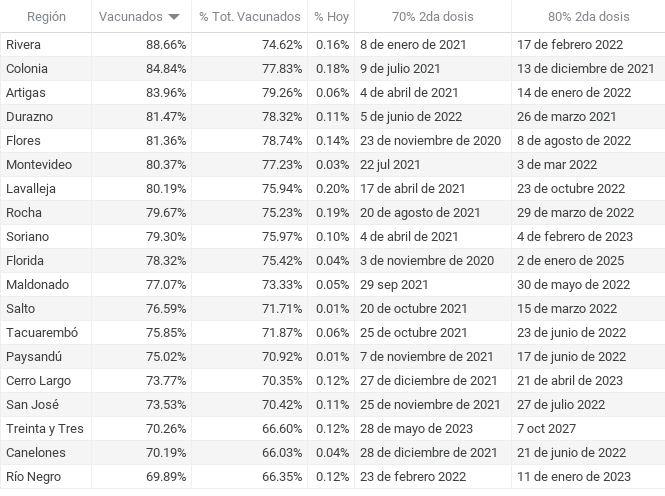 Región Vacunados % Tot. Vacunados % Hoy 70% 2da dosis 80% 2da dosis
Rivera 88.66% 74.62% 0.16% 8 de enero de 2021 17 de febrero 2022
Colonia 84.84% 77.83% 0.18% 9 de julio 2021 13 de diciembre de 2021
Artigas 83.96% 79.26% 0.06% 4 de abril de 2021 14 de enero de 2022
Durazno 81.47% 78.32% 0.11% 5 de junio de 2022 26 de marzo 2021
Flores 81.36% 78.74% 0.14% 23 de noviembre de 2020 8 de agosto de 2022
Montevideo 80.37% 77.23% 0.03% 22 jul 2021 3 de mar 2022
Lavalleja 80.19% 75.94% 0.20% 17 de abril de 2021 23 de octubre 2022
Rocha 79.67% 75.23% 0.19% 20 de agosto de 2021 29 de marzo de 2022
Soriano 79.30% 75.97% 0.10% 4 de abril de 2021 4 de febrero de 2023
Florida 78.32% 75.42% 0.04% 3 de noviembre de 2020 2 de enero de 2025
Maldonado 77.07% 73.33% 0.05% 29 sep 2021 30 de mayo de 2022
Salto 76.59% 71.71% 0.01% 20 de octubre 2021 15 de marzo de 2022
Tacuarembó 75.85% 71.87% 0.06% 25 de octubre 2021 23 de junio de 2022
Paysandú 75.02% 70.92% 0.01% 7 de noviembre de 2021 17 de junio de 2022
Cerro Largo 73.77% 70.35% 0.12% 27 de diciembre de 2021 21 de abril de 2023
San José 73.53% 70.42% 0.11% 25 de noviembre de 2021 27 de julio 2022
Treinta y Tres 70.26% 66.60% 0.12% 28 de mayo de 2023 7 oct 2027
Canelones 70.19% 66.03% 0.04% 28 de diciembre de 2021 21 de junio de 2022
Río Negro 69.89% 66.35% 0.12% 23 de febrero 2022 11 de enero de 2023